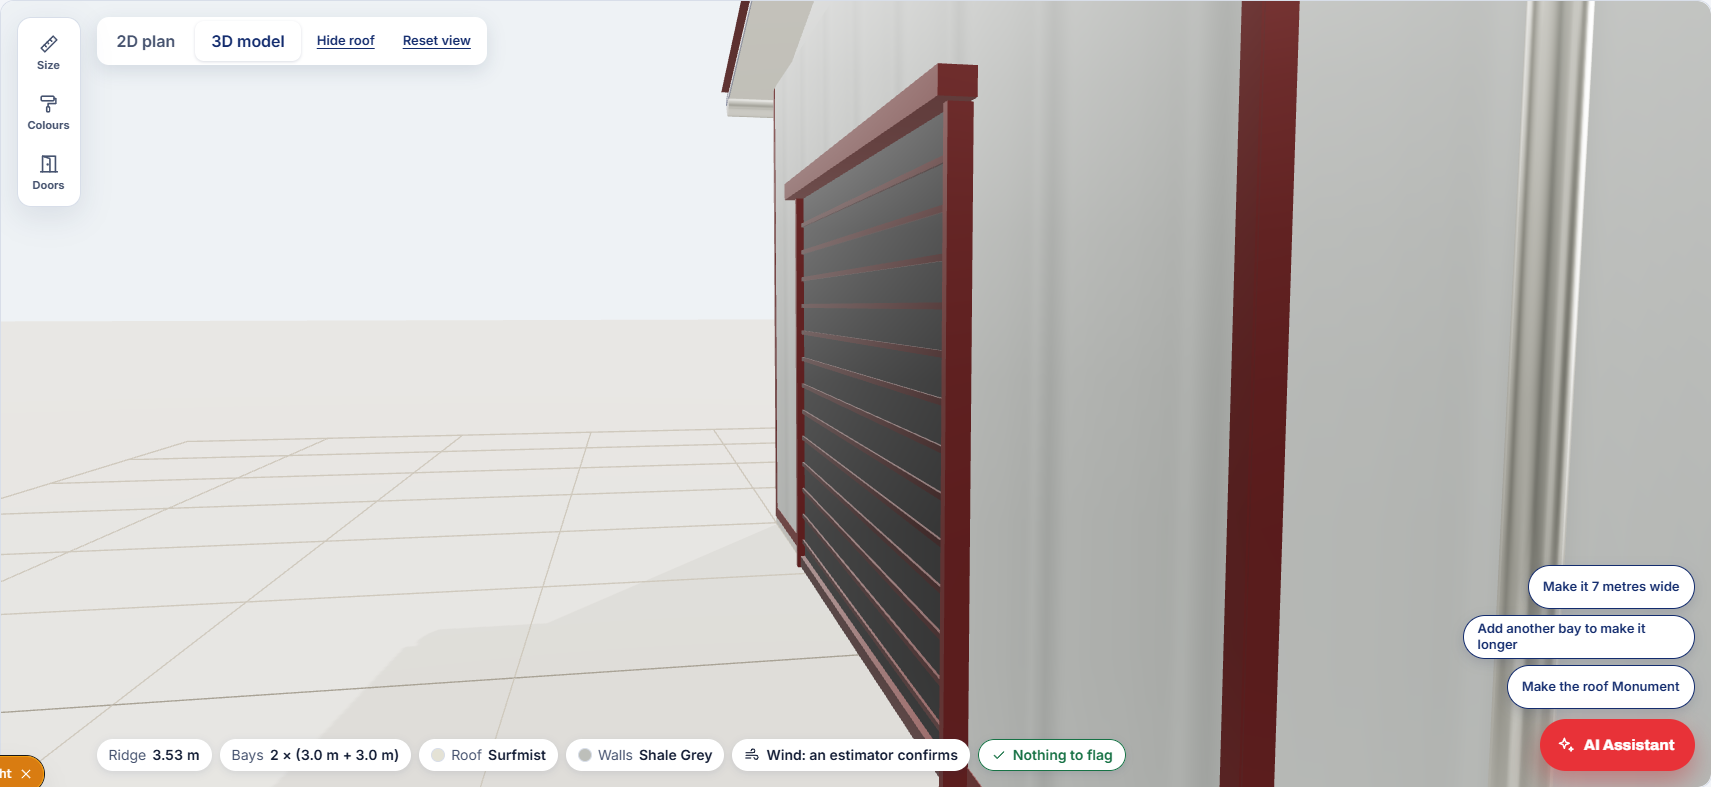 Size
Colours
Doors
2D plan
3D model
Hide roof
Reset view
Make it 7 metres wide
Add another bay to make it
longer
Make the roof Monument
AI Assistant
Ridge 3.53 m
Bays 2 × (3.0 m + 3.0 m)
Roof Surfmist
Walls Shale Grey
Wind: an estimator confirms
Nothing to flag